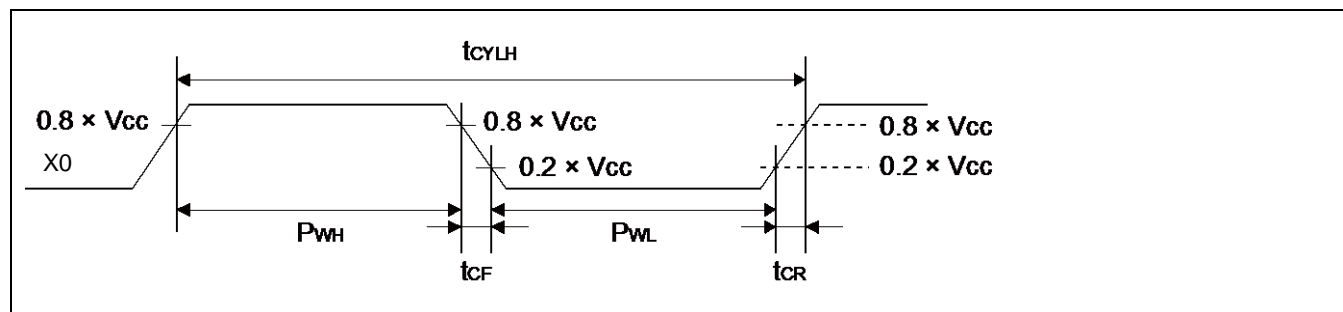 tCYLH
0.8 × VCC
0.8 × VCC
0.8 × VCC
X0
0.2 × VCC
0.2 × VCC
PWH
PWL
tCF
tCR